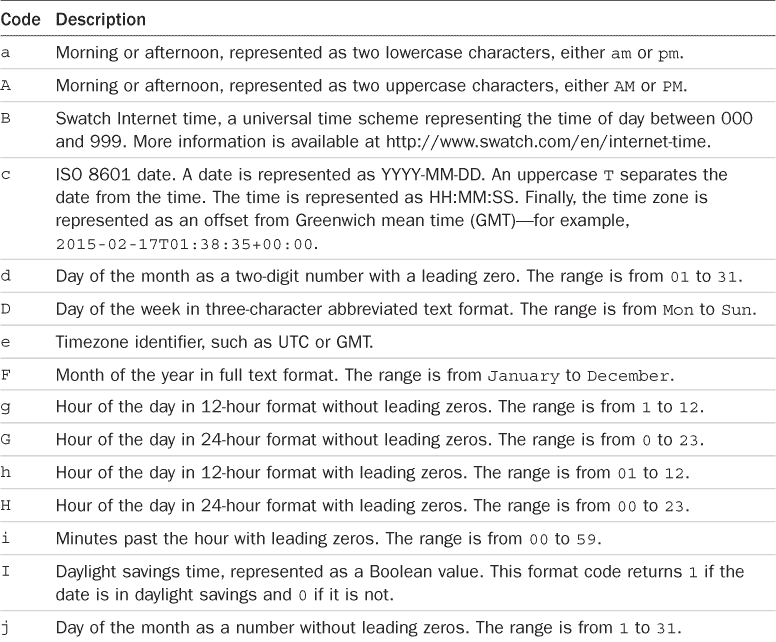 Code Description
a Morning or afternoon, represented as two lowercase characters, either am or pm.
A Morning or afternoon, represented as two uppercase characters, either AM or PM.
B Swatch Internet time, a universal time scheme representing the time of day between 000
and 999. More information is available at http://www.swatch.com/en/internet-time.
c ISO 8601 date. A date is represented as YYYY-MM-DD. An uppercase T separates the
date from the time. The time is represented as HH:MM:SS. Finally, the time zone is
represented as an offset from Greenwich mean time (GMT)—for example,
2015-02-17T01:38:35+00:00.
d Day of the month as a two-digit number with a leading zero. The range is from 01 to 31.
D Day of the week in three-character abbreviated text format. The range is from Mon to Sun.
e Timezone identifier, such as UTC or GMT.
F Month of the year in full text format. The range is from January to December.
g Hour of the day in 12-hour format without leading zeros. The range is from 1 to 12.
G Hour of the day in 24-hour format without leading zeros. The range is from 0 to 23.
h Hour of the day in 12-hour format with leading zeros. The range is from 01 to 12.
H Hour of the day in 24-hour format with leading zeros. The range is from 00 to 23.
i Minutes past the hour with leading zeros. The range is from 00 to 59.
I Daylight savings time, represented as a Boolean value. This format code returns 1 if the
date is in daylight savings and 0 if it is not.
j Day of the month as a number without leading zeros. The range is from 1 to 31.